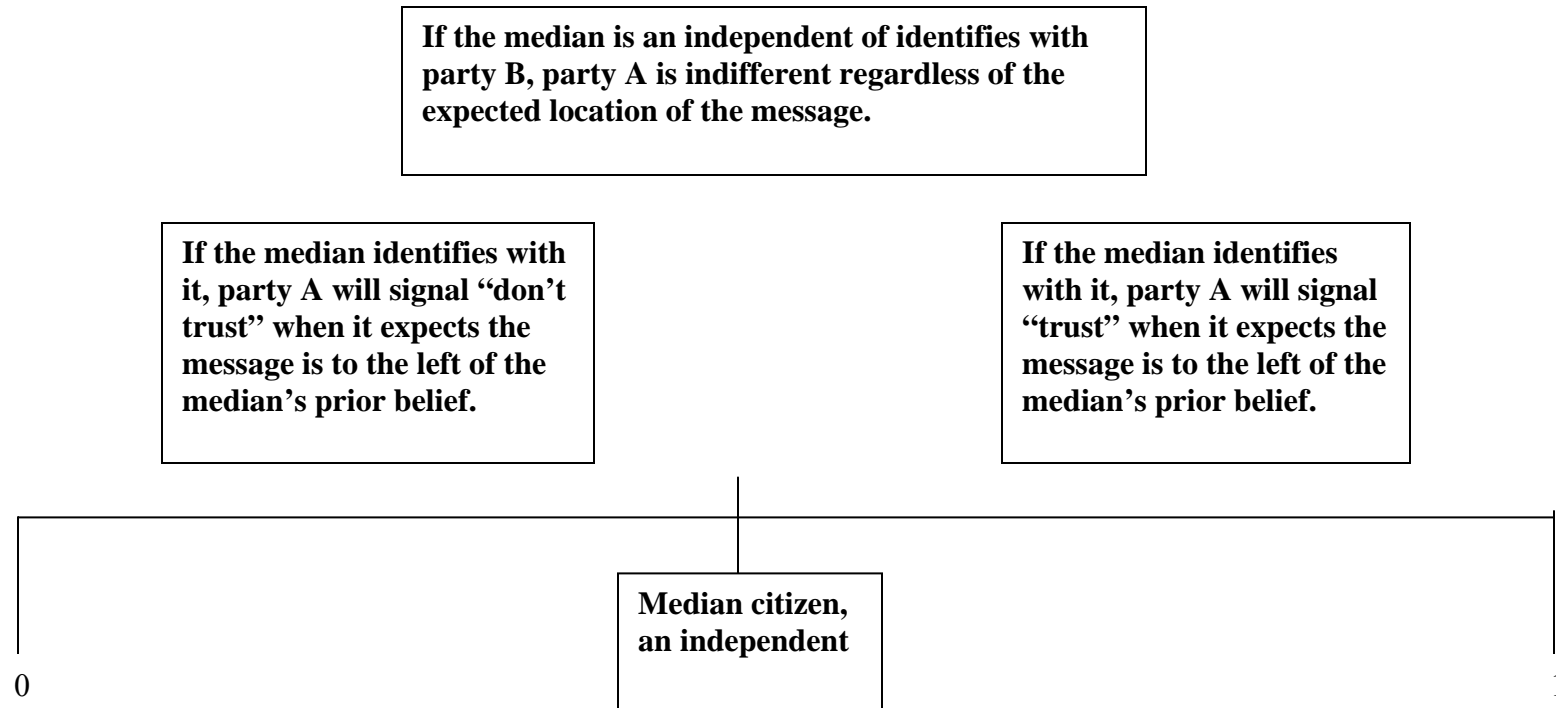 If the median is an independent of identifies with
party B, party A is indifferent regardless of the
expected location of the message.
If the median identifies with
it, party A will signal “don’t
trust” when it expects the
message is to the left of the
median’s prior belief.
If the median identifies
with it, party A will signal
“trust” when it expects the
message is to the left of the
median’s prior belief.
Median citizen,
an independent
0